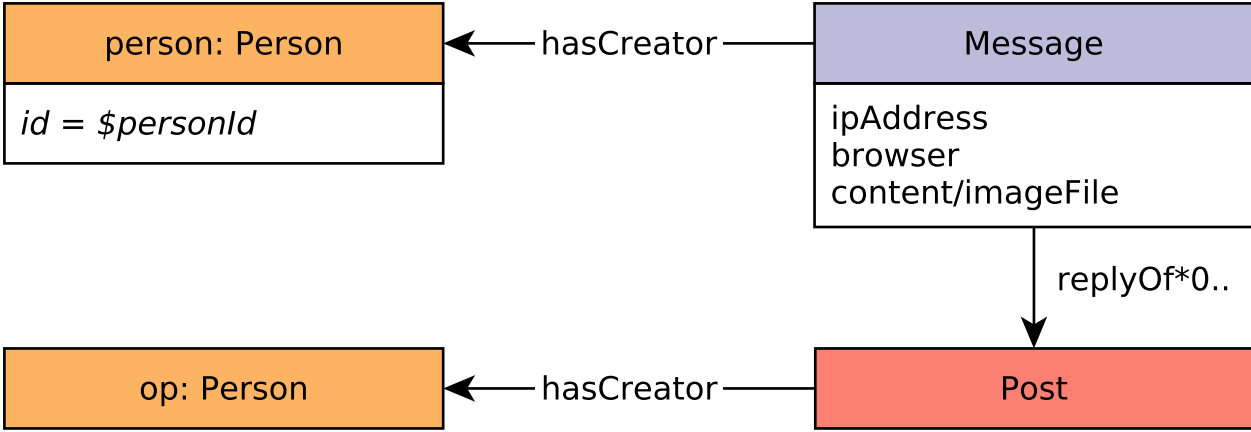 person: Person
hasCreator
Message
id = $personId
ipAddress
browser
content/imageFile
replyOf*0..
op: Person
hasCreator
Post